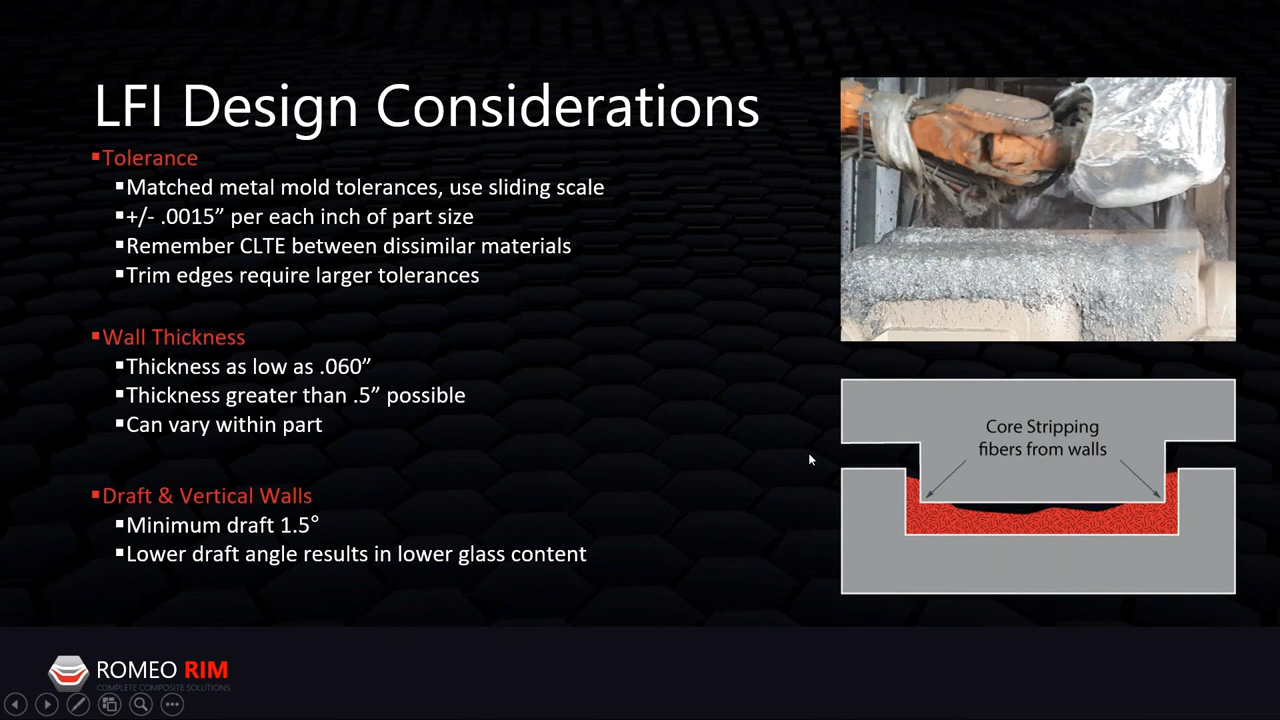 LFI Design Considerations
▪Tolerance
▪Matched metal mold tolerances, use sliding scale
▪+/- .0015” per each inch of part size
▪Remember CLTE between dissimilar materials
▪Trim edges require larger tolerances
▪Wall Thickness
▪Thickness as low as .060”
▪Thickness greater than .5” possible
▪Can vary within part
▪Draft & Vertical Walls
▪Minimum draft 1.5°
▪Lower draft angle results in lower glass content
Core Stripping
fibers from walls
ROMEO RIM
COMPLETE COMPOSITE SOLUTIONS